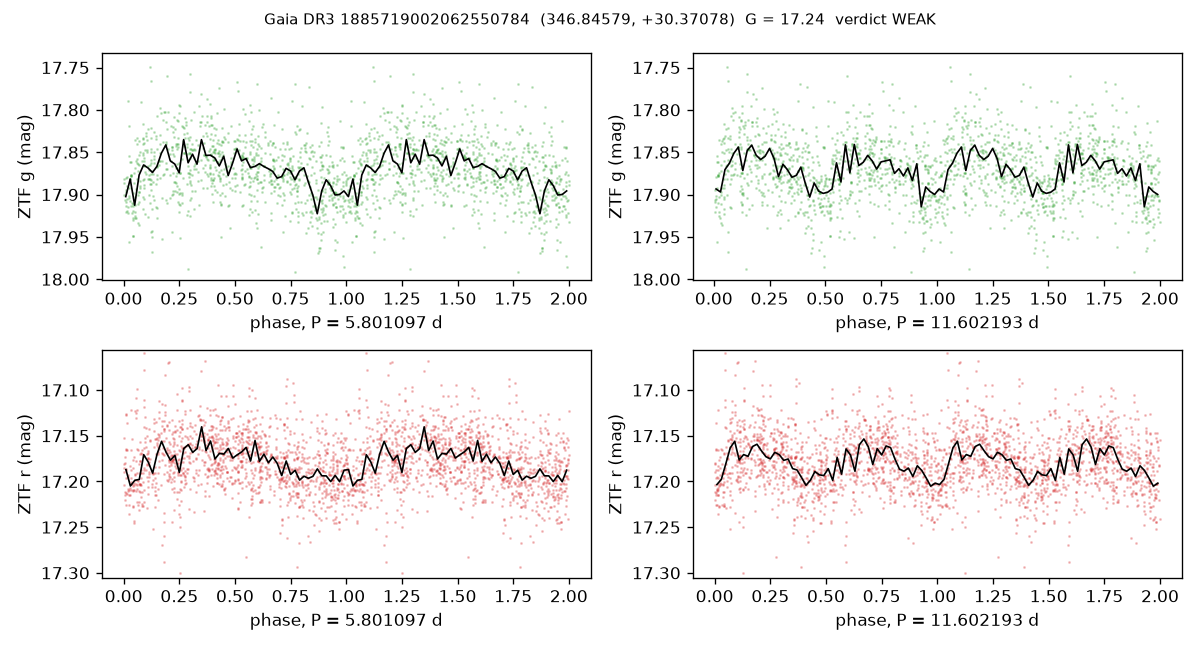 Gaia DR3 1885719002062550784 (346.84579, +30.37078) G = 17.24 verdict WEAK
ZTF g (mag)
17.75
17.80
17.85
17.90
17.95
18.00
0.00 0.25 0.50 0.75 1.00 1.25 1.50 1.75 2.00
phase, P = 5.801097 d
ZTF g (mag)
17.75
17.80
17.85
17.90
17.95
18.00
0.00 0.25 0.50 0.75 1.00 1.25 1.50 1.75 2.00
phase, P = 11.602193 d
ZTF r (mag)
17.10
17.15
17.20
17.25
17.30
0.00 0.25 0.50 0.75 1.00 1.25 1.50 1.75 2.00
phase, P = 5.801097 d
ZTF r (mag)
17.10
17.15
17.20
17.25
17.30
0.00 0.25 0.50 0.75 1.00 1.25 1.50 1.75 2.00
phase, P = 11.602193 d